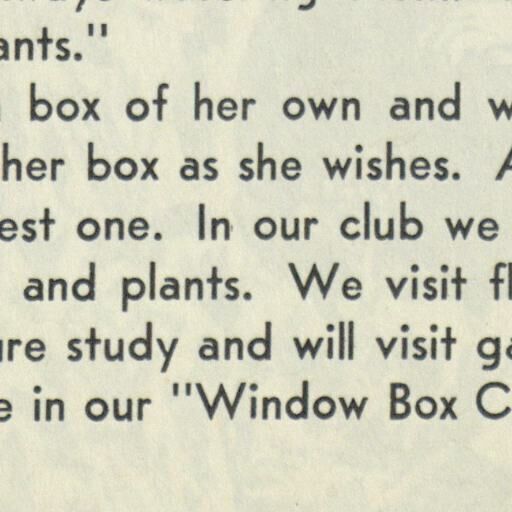 ants."
box of her own and w
her box as she wishes. A
est one. In our club we
and plants. We visit fl
ure study and will visit ga
e in our "Window Box C